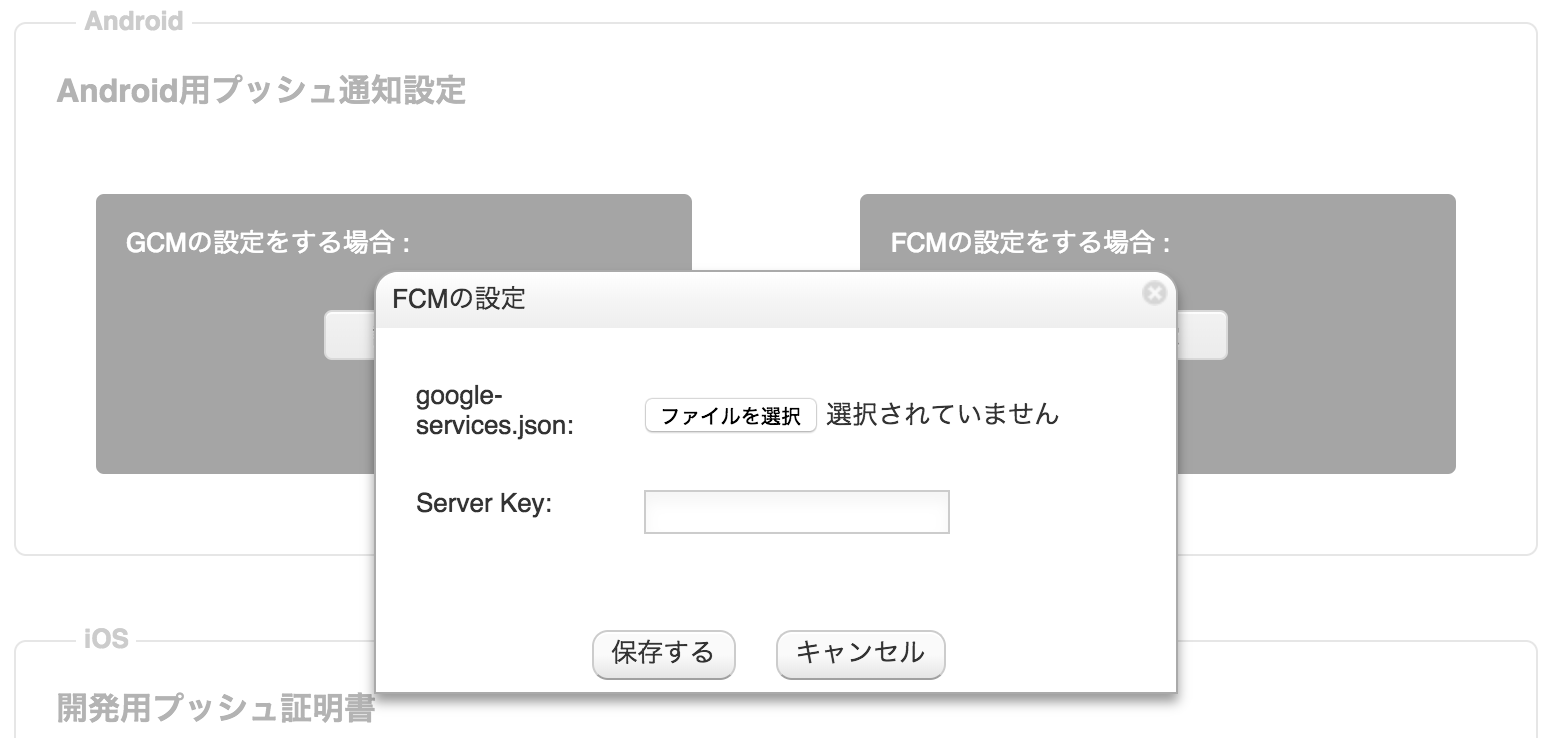 Android
Android用プッシュ通知設定
GCMの設定をする場合 :
FCMの設定をする場合 :
FCMの設定
google-
services.json:
ファイルを選択 選択されていません
Server Key:
保存する
キャンセル
iOS
開発用プッシュ証明書